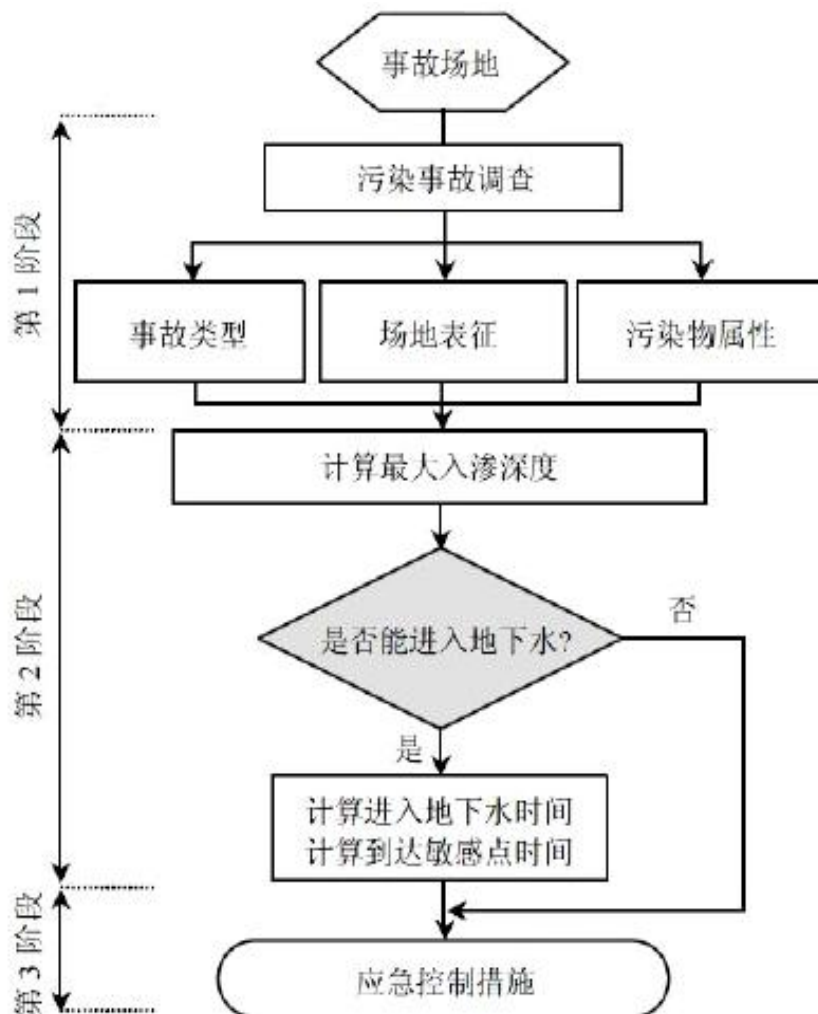 事故场地
污染事故调查
第1阶段
事故类型
场地表征
污染物属性
计算最大入渗深度
第2阶段
是否能进入地下水?
否
是
计算进入地下水时间
计算到达敏感点时间
第3阶段
应急控制措施